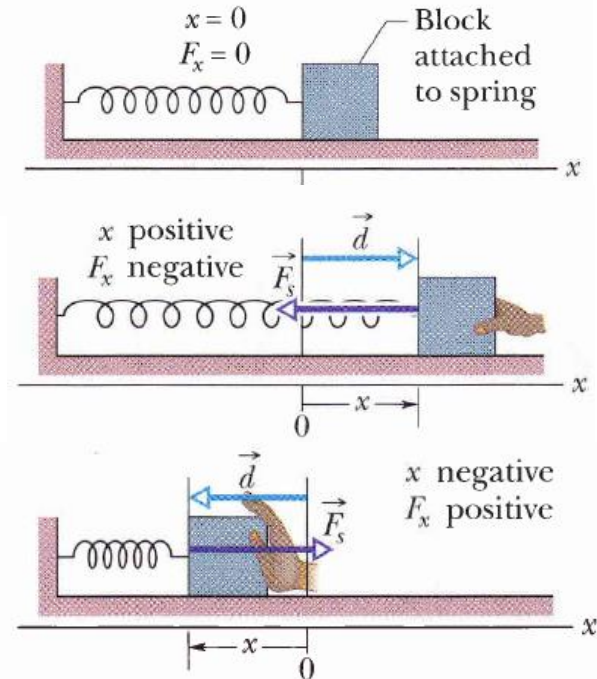 x = 0
F_x = 0
Block
attached
to spring
x
x positive
F_x negative
d
F_s
x
x
0
d
x negative
F_x positive
F_s
x
x
0